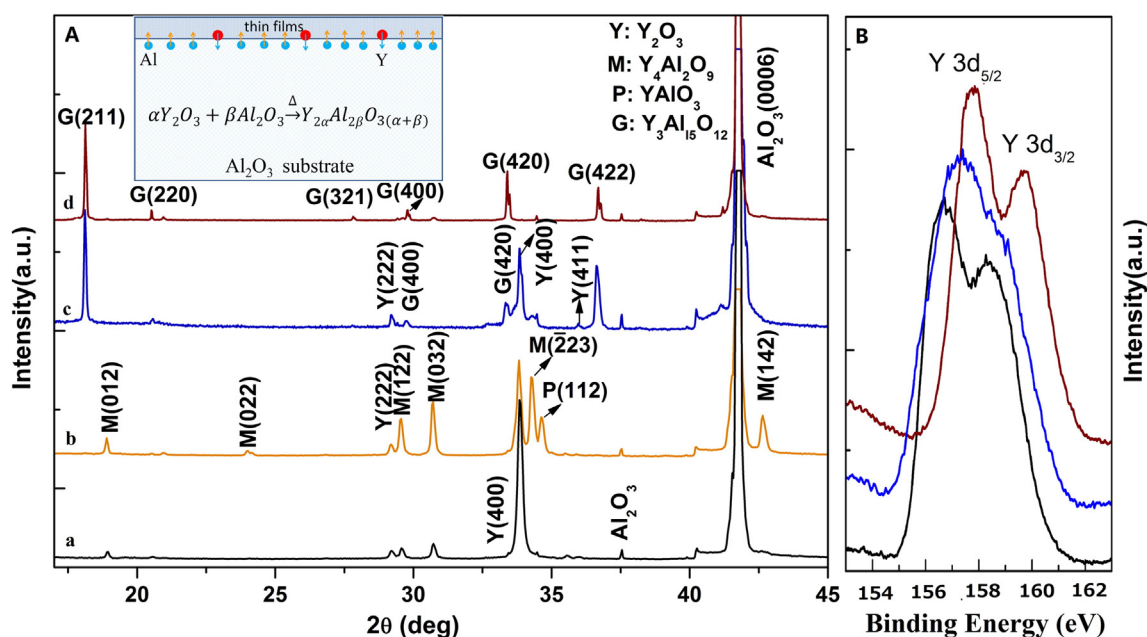 A
thin films
Al
Y
αY₂O₃ + βAl₂O₃ →^Δ Y₂αAl₂βO₃₍α₊β₎
Al₂O₃ substrate
Y: Y₂O₃
M: Y₄Al₂O₉
P: YAlO₃
G: Y₃Al₅O₁₂
Al₂O₃(0006)
G(211)
d
G(220)
G(321)
G(400)
G(420)
G(422)
c
Y(222)
G(400)
G(420)
Y(400)
Y(411)
b
M(012)
M(022)
Y(222)
M(122)
M(032)
M(2̄23)
P(112)
M(142)
a
Y(400)
Al₂O₃
Intensity(a.u.)
20
25
30
35
40
45
2θ (deg)
B
Y 3d₅/₂
Y 3d₃/₂
Intensity(a.u.)
154 156 158 160 162
Binding Energy (eV)